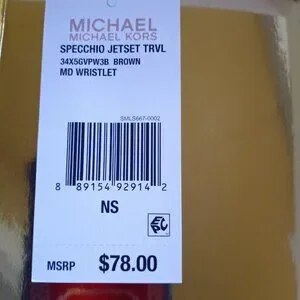 MICHAEL
MICHAEL KORS
SPECCHIO JETSET TRVL
34X5GVPW3B BROWN
MD WRISTLET
SMLS667-0002
8 89154 92914 2
NS
EPC
MSRP $78.00